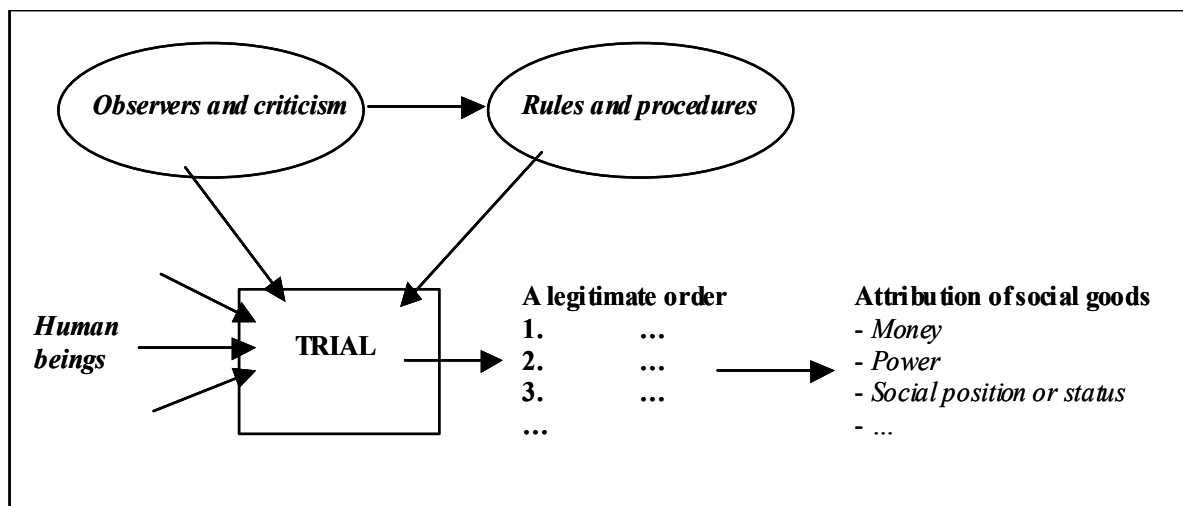 Observers and criticism
Rules and procedures
Human
beings
TRIAL
A legitimate order
1. ...
2. ...
3. ...
...
Attribution of social goods
- Money
- Power
- Social position or status
- ...